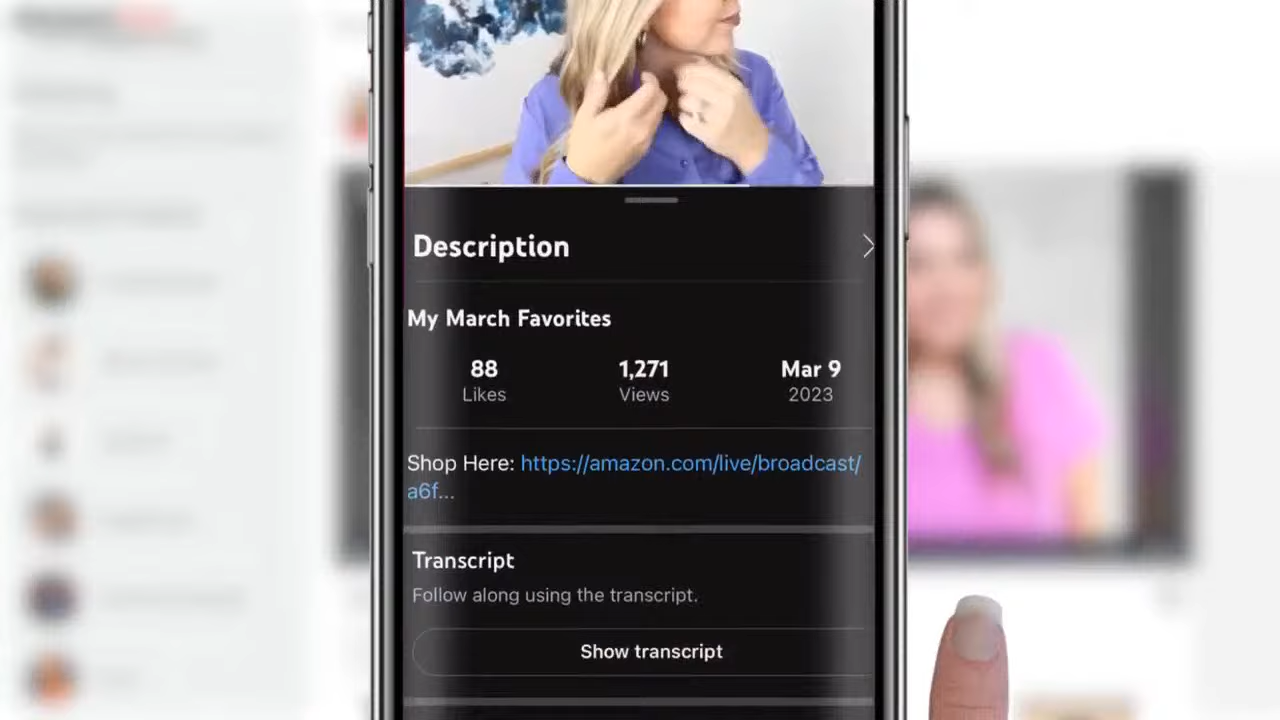 Description
My March Favorites
88 1,271 Mar 9
Likes Views 2023
Shop Here: https://amazon.com/live/broadcast/
a6f...
Transcript
Follow along using the transcript.
Show transcript